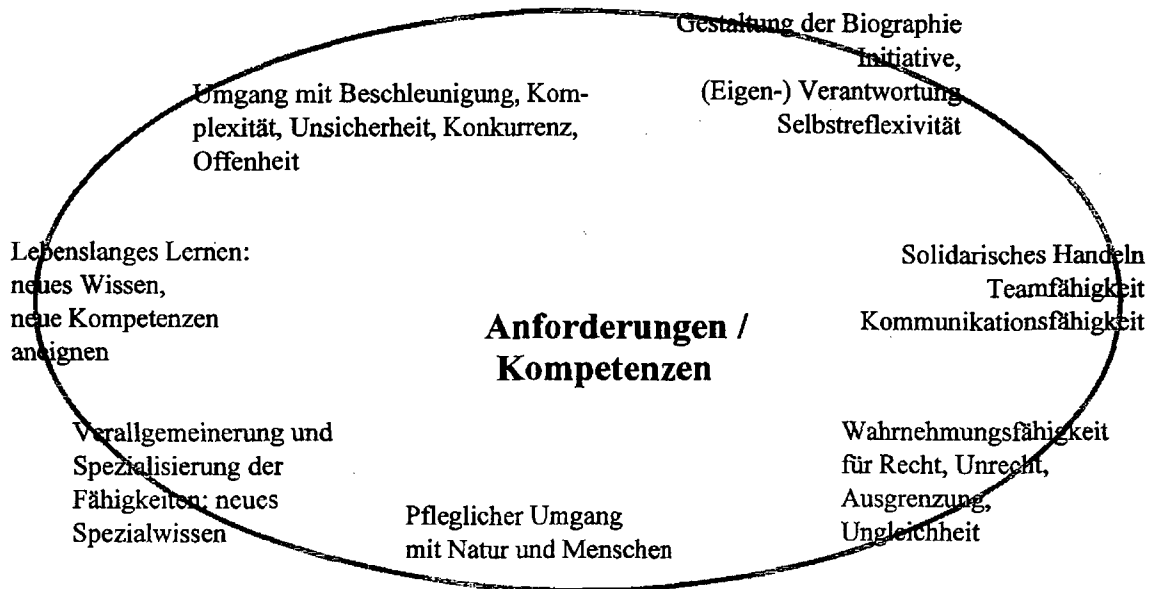 Gestaltung der Biographie
Initiative,
(Eigen-) Verantwortung
Selbstreflexivität
Umgang mit Beschleunigung, Kom-
plexität, Unsicherheit, Konkurrenz,
Offenheit
Lebenslanges Lernen:
neues Wissen,
neue Kompetenzen
aneignen
Solidarisches Handeln
Teamfähigkeit
Kommunikationsfähigkeit
Anforderungen /
Kompetenzen
Verallgemeinerung und
Spezialisierung der
Fähigkeiten: neues
Spezialwissen
Wahrnehmungsfähigkeit
für Recht, Unrecht,
Ausgrenzung,
Ungleichheit
Pfleglicher Umgang
mit Natur und Menschen